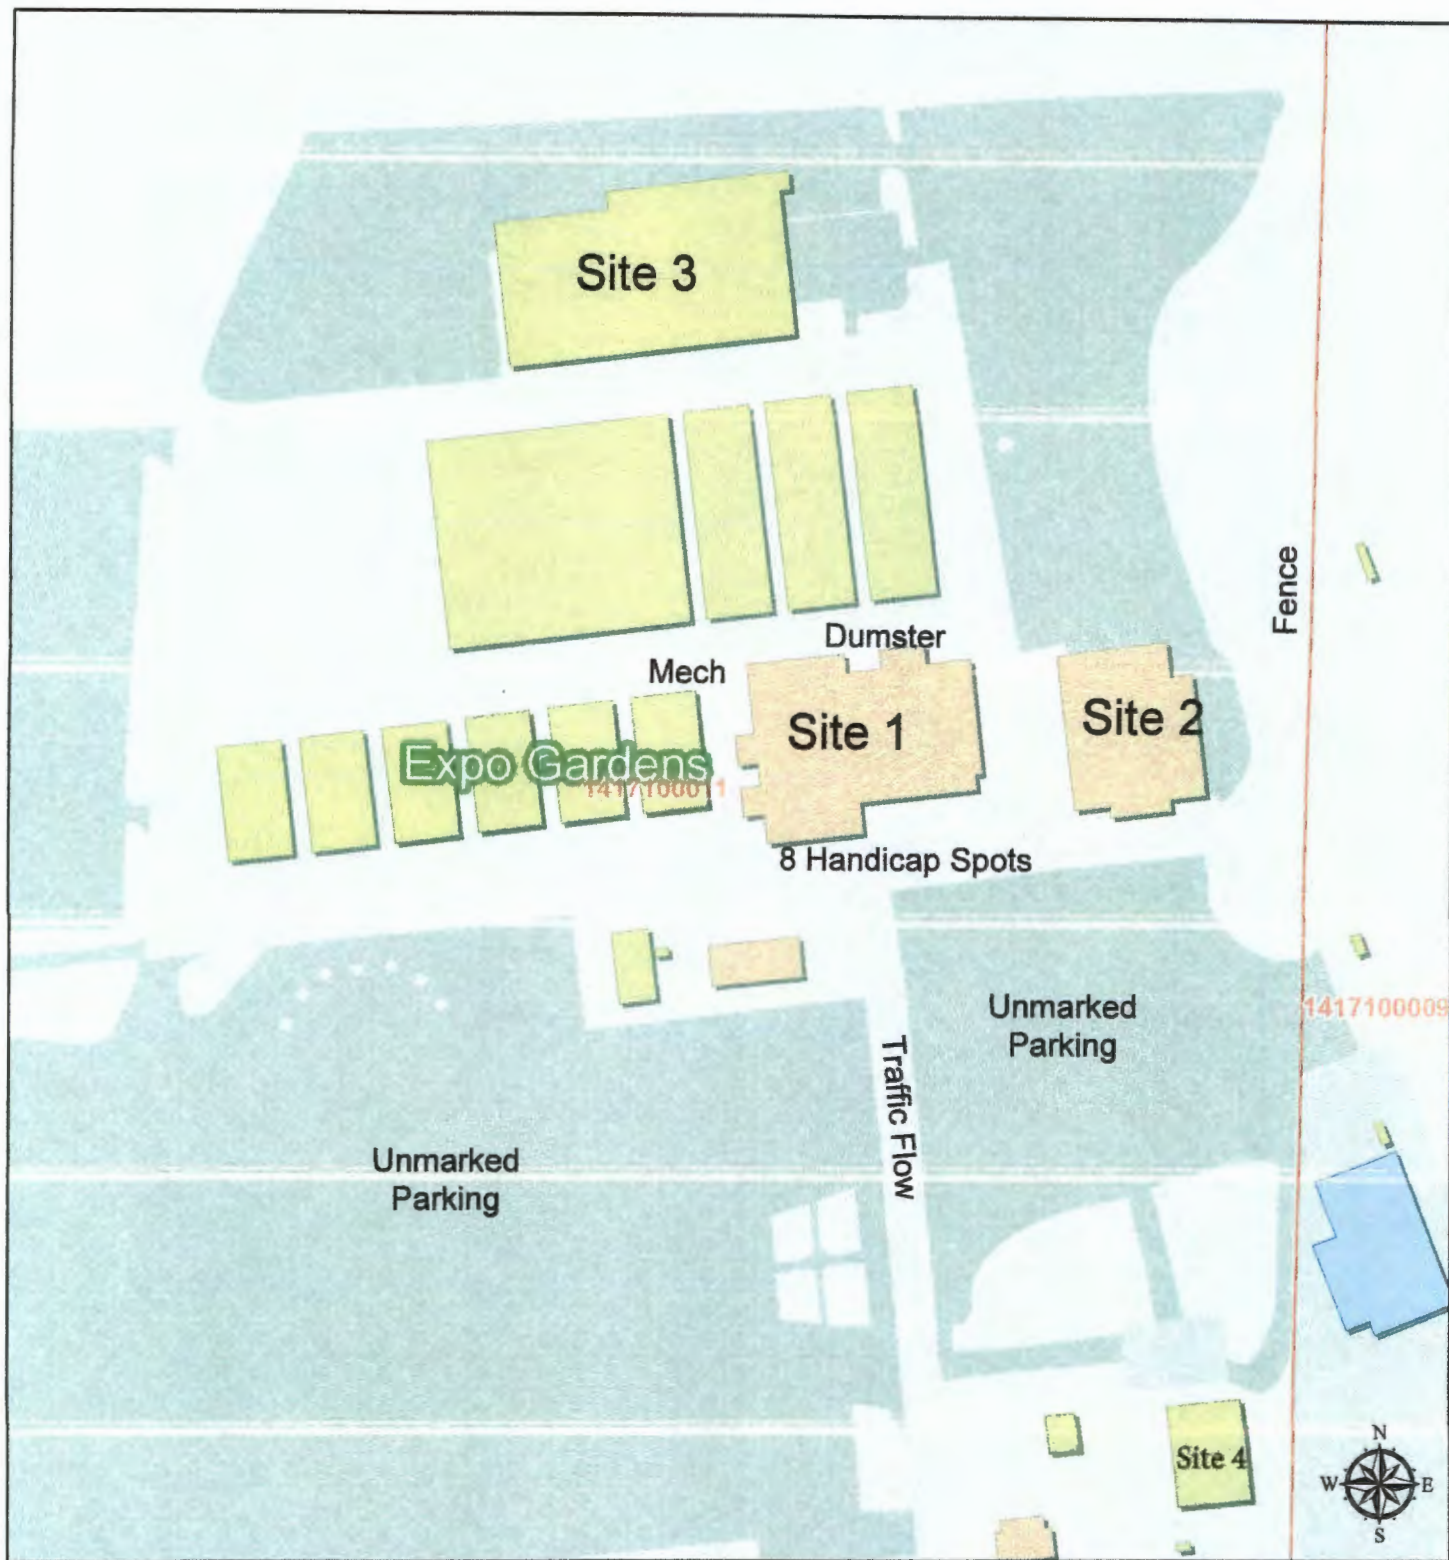 Site 3
Fence
Dumster
Mech
Site 1
Site 2
Expo Gardens
1417100011
8 Handicap Spots
Unmarked
Parking
1417100009
Traffic Flow
Unmarked
Parking
N
Site 4
W
E
S